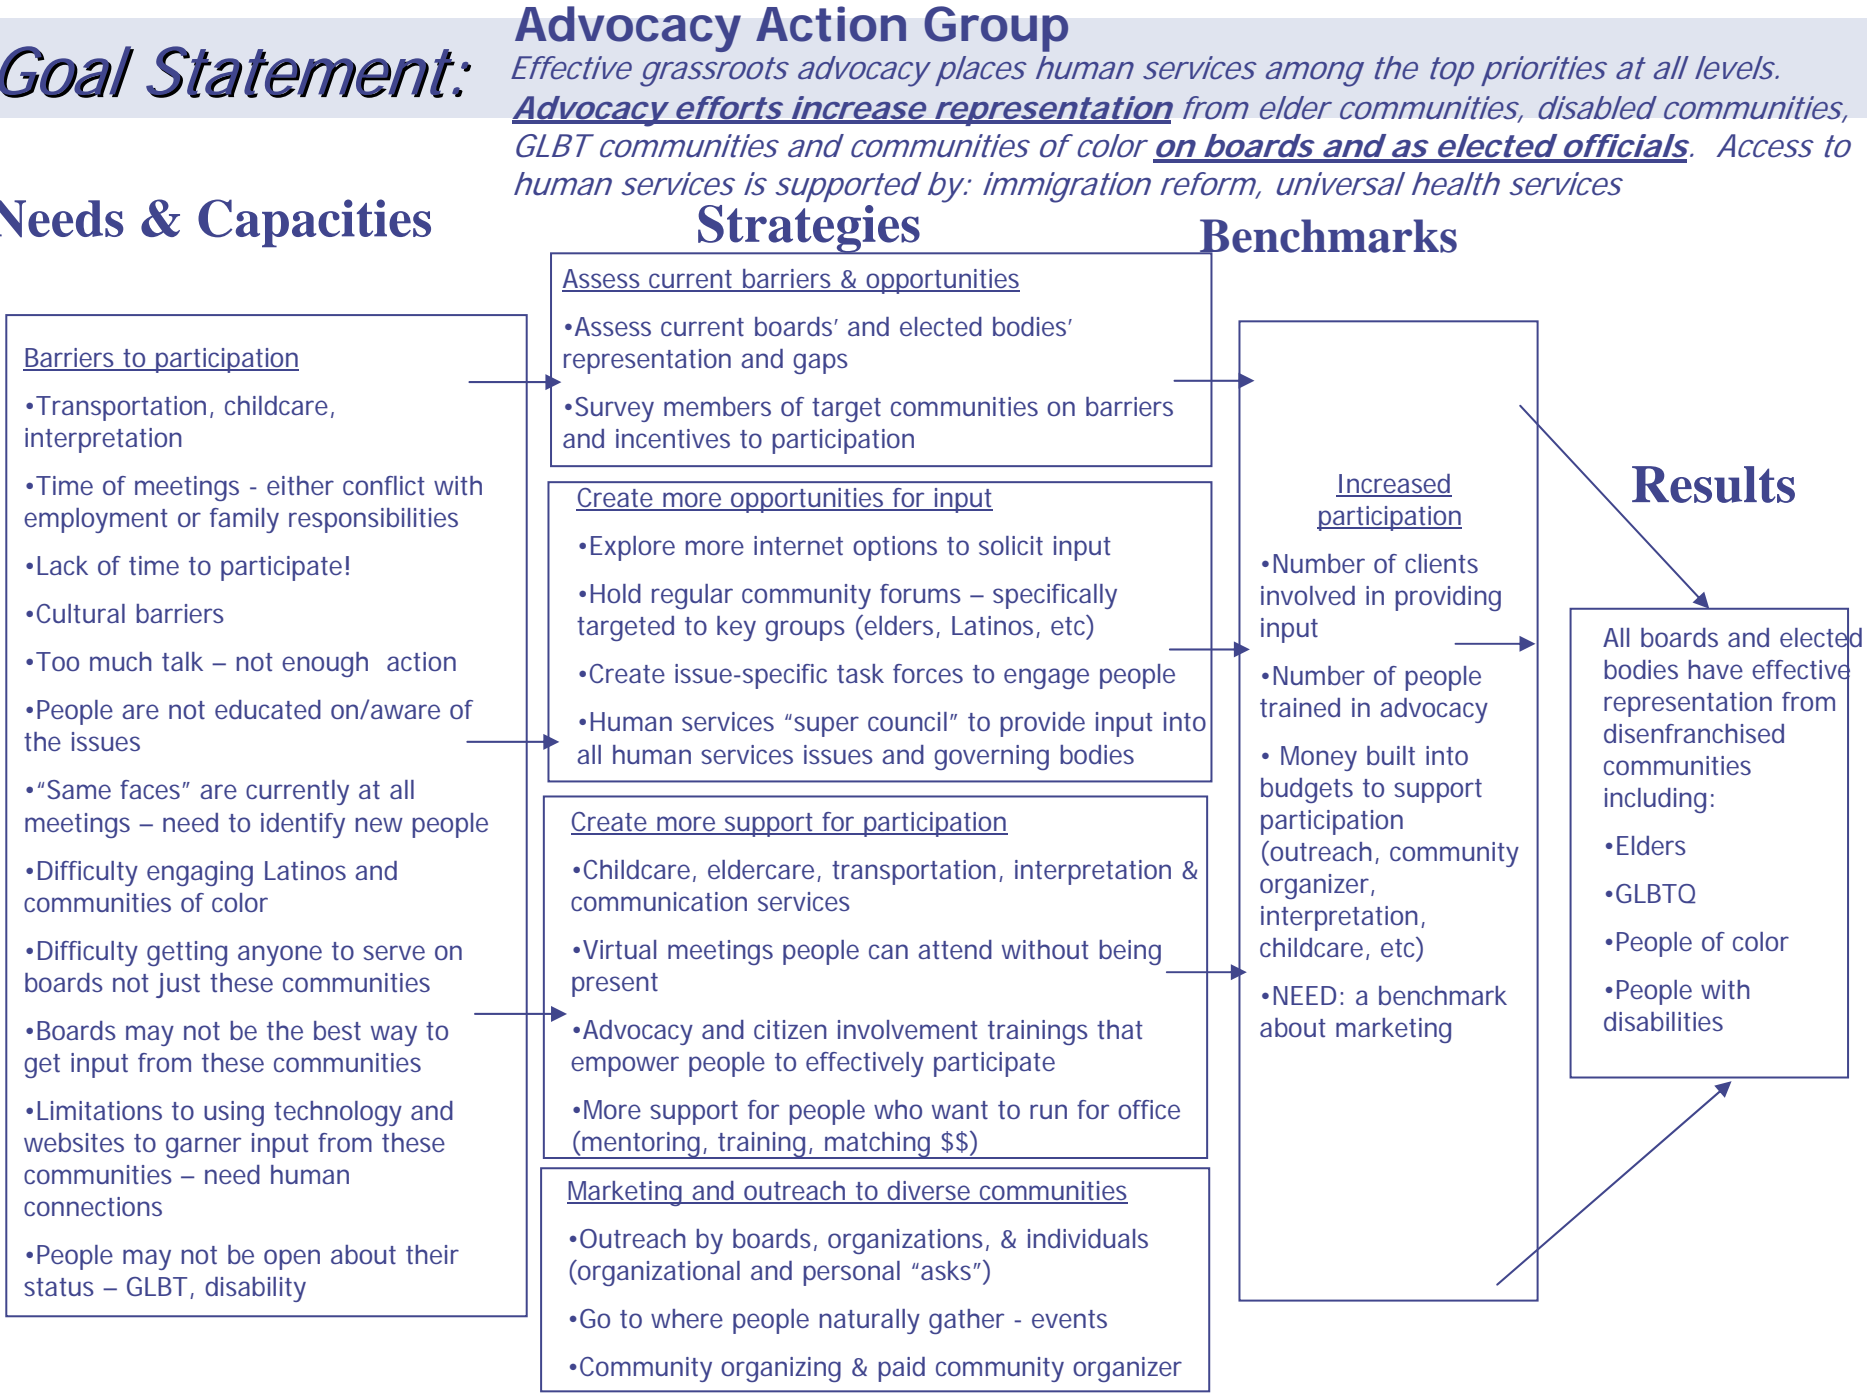 Goal Statement:
Advocacy Action Group
Effective grassroots advocacy places human services among the top priorities at all levels.
Advocacy efforts increase representation from elder communities, disabled communities,
GLBT communities and communities of color on boards and as elected officials.  Access to
human services is supported by: immigration reform, universal health services
Needs & Capacities
Barriers to participation
•Transportation, childcare,
interpretation
•Time of meetings - either conflict with
employment or family responsibilities
•Lack of time to participate!
•Cultural barriers
•Too much talk – not enough  action
•People are not educated on/aware of
the issues
•“Same faces” are currently at all
meetings – need to identify new people
•Difficulty engaging Latinos and
communities of color
•Difficulty getting anyone to serve on
boards not just these communities
•Boards may not be the best way to
get input from these communities
•Limitations to using technology and
websites to garner input from these
communities – need human
connections
•People may not be open about their
status – GLBT, disability
Strategies
Assess current barriers & opportunities
•Assess current boards’ and elected bodies’
representation and gaps
•Survey members of target communities on barriers
and incentives to participation
Create more opportunities for input
•Explore more internet options to solicit input
•Hold regular community forums – specifically
targeted to key groups (elders, Latinos, etc)
•Create issue-specific task forces to engage people
•Human services “super council” to provide input into
all human services issues and governing bodies
Create more support for participation
•Childcare, eldercare, transportation, interpretation &
communication services
•Virtual meetings people can attend without being
present
•Advocacy and citizen involvement trainings that
empower people to effectively participate
•More support for people who want to run for office
(mentoring, training, matching $$)
Marketing and outreach to diverse communities
•Outreach by boards, organizations, & individuals
(organizational and personal “asks”)
•Go to where people naturally gather - events
•Community organizing & paid community organizer
Benchmarks
Increased
participation
•Number of clients
involved in providing
input
•Number of people
trained in advocacy
• Money built into
budgets to support
participation
(outreach, community
organizer,
interpretation,
childcare, etc)
•NEED: a benchmark
about marketing
Results
All boards and elected
bodies have effective
representation from
disenfranchised
communities
including:
•Elders
•GLBTQ
•People of color
•People with
disabilities